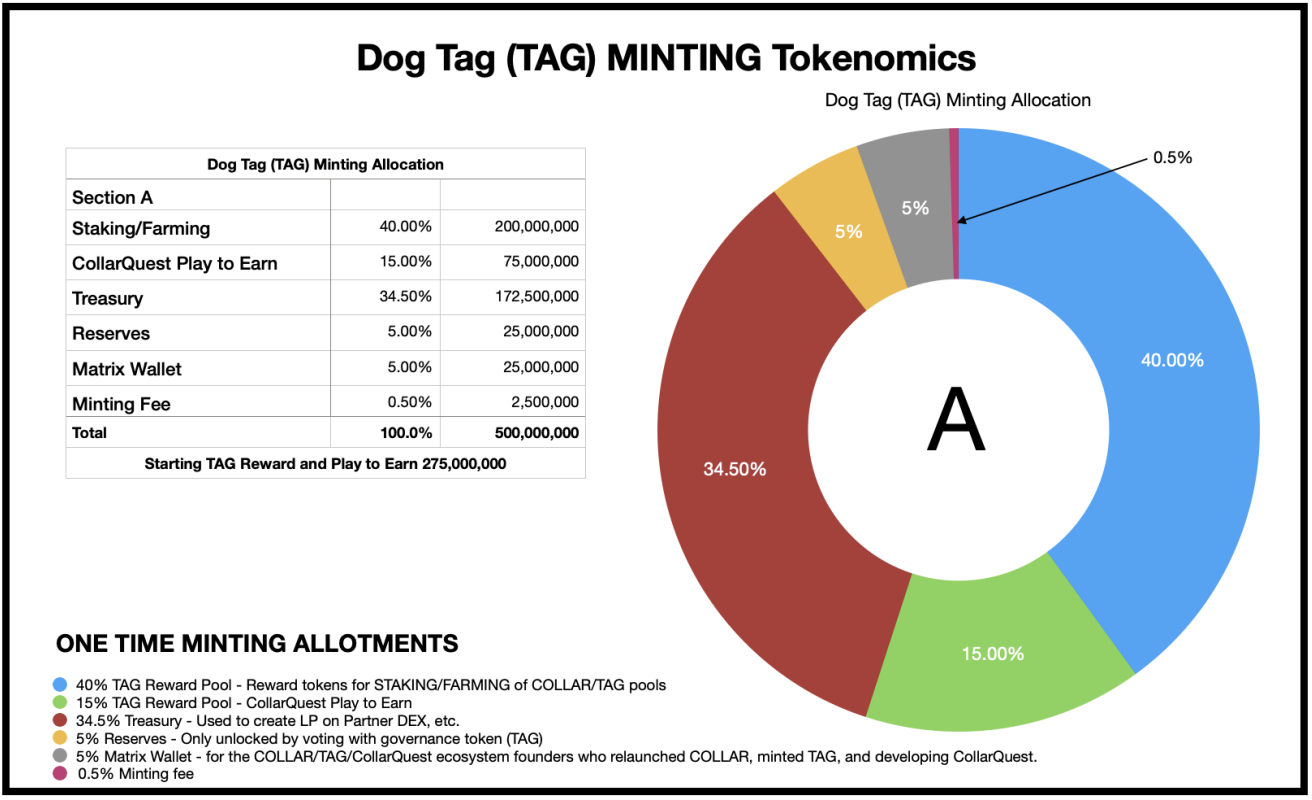 Dog Tag (TAG) MINTING Tokenomics
Dog Tag (TAG) Minting Allocation
Dog Tag (TAG) Minting Allocation
Section A
Staking/Farming 40.00% 200,000,000
CollarQuest Play to Earn 15.00% 75,000,000
Treasury 34.50% 172,500,000
Reserves 5.00% 25,000,000
Matrix Wallet 5.00% 25,000,000
Minting Fee 0.50% 2,500,000
Total 100.0% 500,000,000
Starting TAG Reward and Play to Earn 275,000,000
0.5%
5%
5%
40.00%
A
34.50%
15.00%
ONE TIME MINTING ALLOTMENTS
40% TAG Reward Pool - Reward tokens for STAKING/FARMING of COLLAR/TAG pools
15% TAG Reward Pool - CollarQuest Play to Earn
34.5% Treasury - Used to create LP on Partner DEX, etc.
5% Reserves - Only unlocked by voting with governance token (TAG)
5% Matrix Wallet - for the COLLAR/TAG/CollarQuest ecosystem founders who relaunched COLLAR, minted TAG, and developing CollarQuest.
0.5% Minting fee